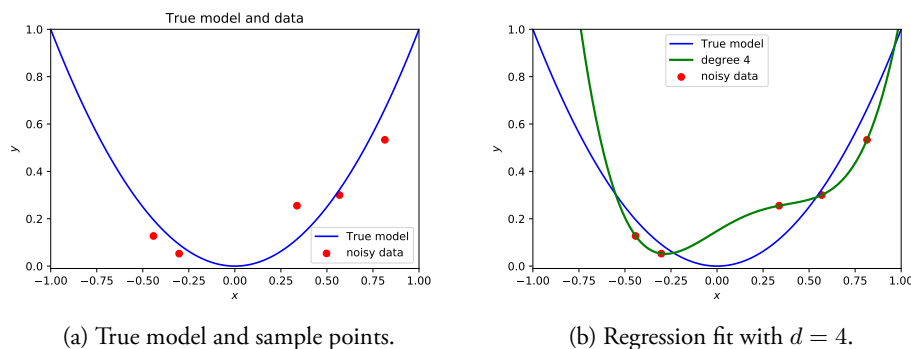 True model and data
1.0
0.8
0.6
0.4
0.2
0.0
y
−1.00 −0.75 −0.50 −0.25 0.00 0.25 0.50 0.75 1.00
x
True model
noisy data
(a) True model and sample points.
1.0
0.8
0.6
0.4
0.2
0.0
y
−1.00 −0.75 −0.50 −0.25 0.00 0.25 0.50 0.75 1.00
x
True model
degree 4
noisy data
(b) Regression fit with d = 4.